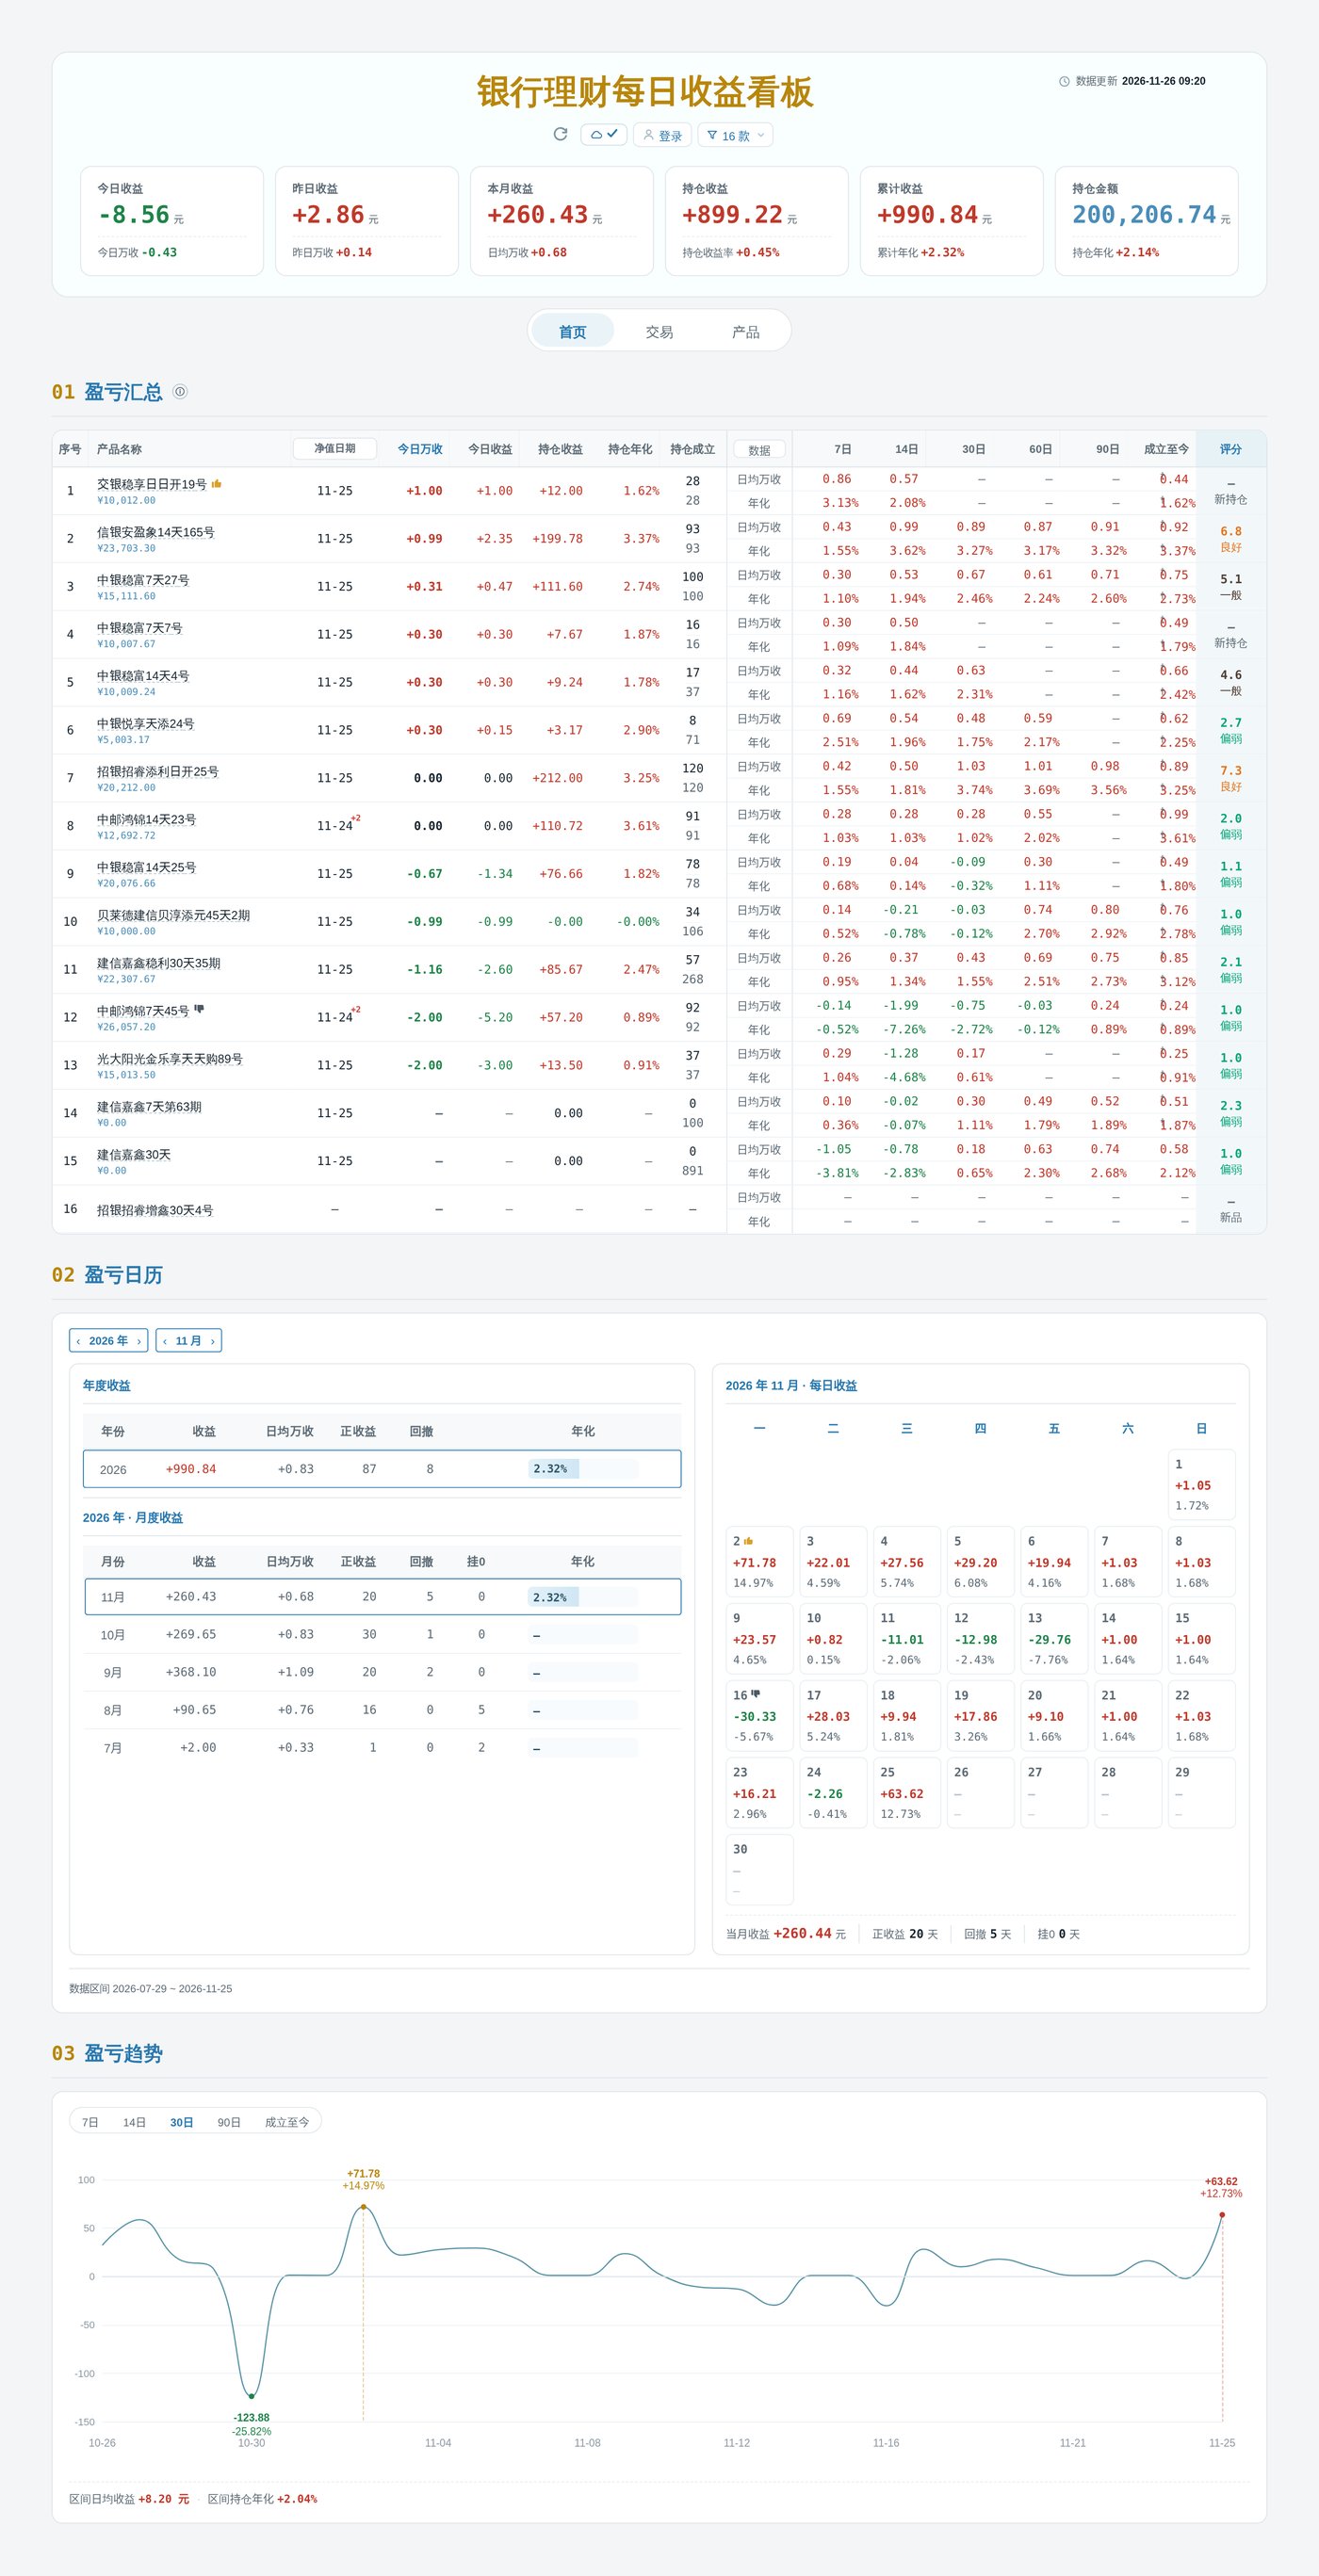 银行理财每日收益看板
数据更新 2026-11-26 09:20
登录 16 款
今日收益 昨日收益 本月收益 持仓收益 累计收益 持仓金额
-8.56 元 +2.86 元 +260.43 元 +899.22 元 +990.84 元 200,206.74 元
今日万收 -0.43 昨日万收 +0.14 日均万收 +0.68 持仓收益率 +0.45% 累计年化 +2.32% 持仓年化 +2.14%
首页 交易 产品
01 盈亏汇总
序号 产品名称 净值日期 今日万收 今日收益 持仓收益 持仓年化 持仓成立 数据 7日 14日 30日 60日 90日 成立至今 评分
1 交银稳享日日开19号 11-25 +1.00 +1.00 +12.00 1.62% 28 日均万收 0.86 0.57 — — — 0.44 —
¥10,012.00 28 年化 3.13% 2.08% — — — 1.62% 新持仓
2 信银安盈象14天165号 11-25 +0.99 +2.35 +199.78 3.37% 93 日均万收 0.43 0.99 0.89 0.87 0.91 0.92 6.8
¥23,703.30 93 年化 1.55% 3.62% 3.27% 3.17% 3.32% 3.37% 良好
3 中银稳富7天27号 11-25 +0.31 +0.47 +111.60 2.74% 100 日均万收 0.30 0.53 0.67 0.61 0.71 0.75 5.1
¥15,111.60 100 年化 1.10% 1.94% 2.46% 2.24% 2.60% 2.73% 一般
4 中银稳富7天7号 11-25 +0.30 +0.30 +7.67 1.87% 16 日均万收 0.30 0.50 — — — 0.49 —
¥10,007.67 16 年化 1.09% 1.84% — — — 1.79% 新持仓
5 中银稳富14天4号 11-25 +0.30 +0.30 +9.24 1.78% 17 日均万收 0.32 0.44 0.63 — — 0.66 4.6
¥10,009.24 37 年化 1.16% 1.62% 2.31% — — 2.42% 一般
6 中银悦享天添24号 11-25 +0.30 +0.15 +3.17 2.90% 8 日均万收 0.69 0.54 0.48 0.59 — 0.62 2.7
¥5,003.17 71 年化 2.51% 1.96% 1.75% 2.17% — 2.25% 偏弱
7 招银招睿添利日开25号 11-25 0.00 0.00 +212.00 3.25% 120 日均万收 0.42 0.50 1.03 1.01 0.98 0.89 7.3
¥20,212.00 120 年化 1.55% 1.81% 3.74% 3.69% 3.56% 3.25% 良好
8 中邮鸿锦14天23号 11-24 +2 0.00 0.00 +110.72 3.61% 91 日均万收 0.28 0.28 0.28 0.55 — 0.99 2.0
¥12,692.72 91 年化 1.03% 1.03% 1.02% 2.02% — 3.61% 偏弱
9 中银稳富14天25号 11-25 -0.67 -1.34 +76.66 1.82% 78 日均万收 0.19 0.04 -0.09 0.30 — 0.49 1.1
¥20,076.66 78 年化 0.68% 0.14% -0.32% 1.11% — 1.80% 偏弱
10 贝莱德建信贝淳添元45天2期 11-25 -0.99 -0.99 -0.00 -0.00% 34 日均万收 0.14 -0.21 -0.03 0.74 0.80 0.76 1.0
¥10,000.00 106 年化 0.52% -0.78% -0.12% 2.70% 2.92% 2.78% 偏弱
11 建信嘉鑫稳利30天35期 11-25 -1.16 -2.60 +85.67 2.47% 57 日均万收 0.26 0.37 0.43 0.69 0.75 0.85 2.1
¥22,307.67 268 年化 0.95% 1.34% 1.55% 2.51% 2.73% 3.12% 偏弱
12 中邮鸿锦7天45号 11-24 +2 -2.00 -5.20 +57.20 0.89% 92 日均万收 -0.14 -1.99 -0.75 -0.03 0.24 0.24 1.0
¥26,057.20 92 年化 -0.52% -7.26% -2.72% -0.12% 0.89% 0.89% 偏弱
13 光大阳光金乐享天天购89号 11-25 -2.00 -3.00 +13.50 0.91% 37 日均万收 0.29 -1.28 0.17 — — 0.25 1.0
¥15,013.50 37 年化 1.04% -4.68% 0.61% — — 0.91% 偏弱
14 建信嘉鑫7天第63期 11-25 — — 0.00 — 0 日均万收 0.10 -0.02 0.30 0.49 0.52 0.51 2.3
¥0.00 100 年化 0.36% -0.07% 1.11% 1.79% 1.89% 1.87% 偏弱
15 建信嘉鑫30天 11-25 — — 0.00 — 0 日均万收 -1.05 -0.78 0.18 0.63 0.74 0.58 1.0
¥0.00 891 年化 -3.81% -2.83% 0.65% 2.30% 2.68% 2.12% 偏弱
16 招银招睿增鑫30天4号 — — — — — — 日均万收 — — — — — — —
年化 — — — — — — 新品
02 盈亏日历
‹ 2026 年 › ‹ 11 月 ›
年度收益
年份 收益 日均万收 正收益 回撤 年化
2026 +990.84 +0.83 87 8 2.32%
2026 年 · 月度收益
月份 收益 日均万收 正收益 回撤 挂0 年化
11月 +260.43 +0.68 20 5 0 2.32%
10月 +269.65 +0.83 30 1 0 —
9月 +368.10 +1.09 20 2 0 —
8月 +90.65 +0.76 16 0 5 —
7月 +2.00 +0.33 1 0 2 —
2026 年 11 月 · 每日收益
一 二 三 四 五 六 日
1
+1.05
1.72%
2 3 4 5 6 7 8
+71.78 +22.01 +27.56 +29.20 +19.94 +1.03 +1.03
14.97% 4.59% 5.74% 6.08% 4.16% 1.68% 1.68%
9 10 11 12 13 14 15
+23.57 +0.82 -11.01 -12.98 -29.76 +1.00 +1.00
4.65% 0.15% -2.06% -2.43% -7.76% 1.64% 1.64%
16 17 18 19 20 21 22
-30.33 +28.03 +9.94 +17.86 +9.10 +1.00 +1.03
-5.67% 5.24% 1.81% 3.26% 1.66% 1.64% 1.68%
23 24 25 26 27 28 29
+16.21 -2.26 +63.62 — — — —
2.96% -0.41% 12.73% — — — —
30
—
—
当月收益 +260.44 元 正收益 20 天 回撤 5 天 挂0 0 天
数据区间 2026-07-29 ~ 2026-11-25
03 盈亏趋势
7日 14日 30日 90日 成立至今
+71.78
+14.97%
+63.62
+12.73%
100
50
0
-50
-100
-150
-123.88
-25.82%
10-26 10-30 11-04 11-08 11-12 11-16 11-21 11-25
区间日均收益 +8.20 元 · 区间持仓年化 +2.04%